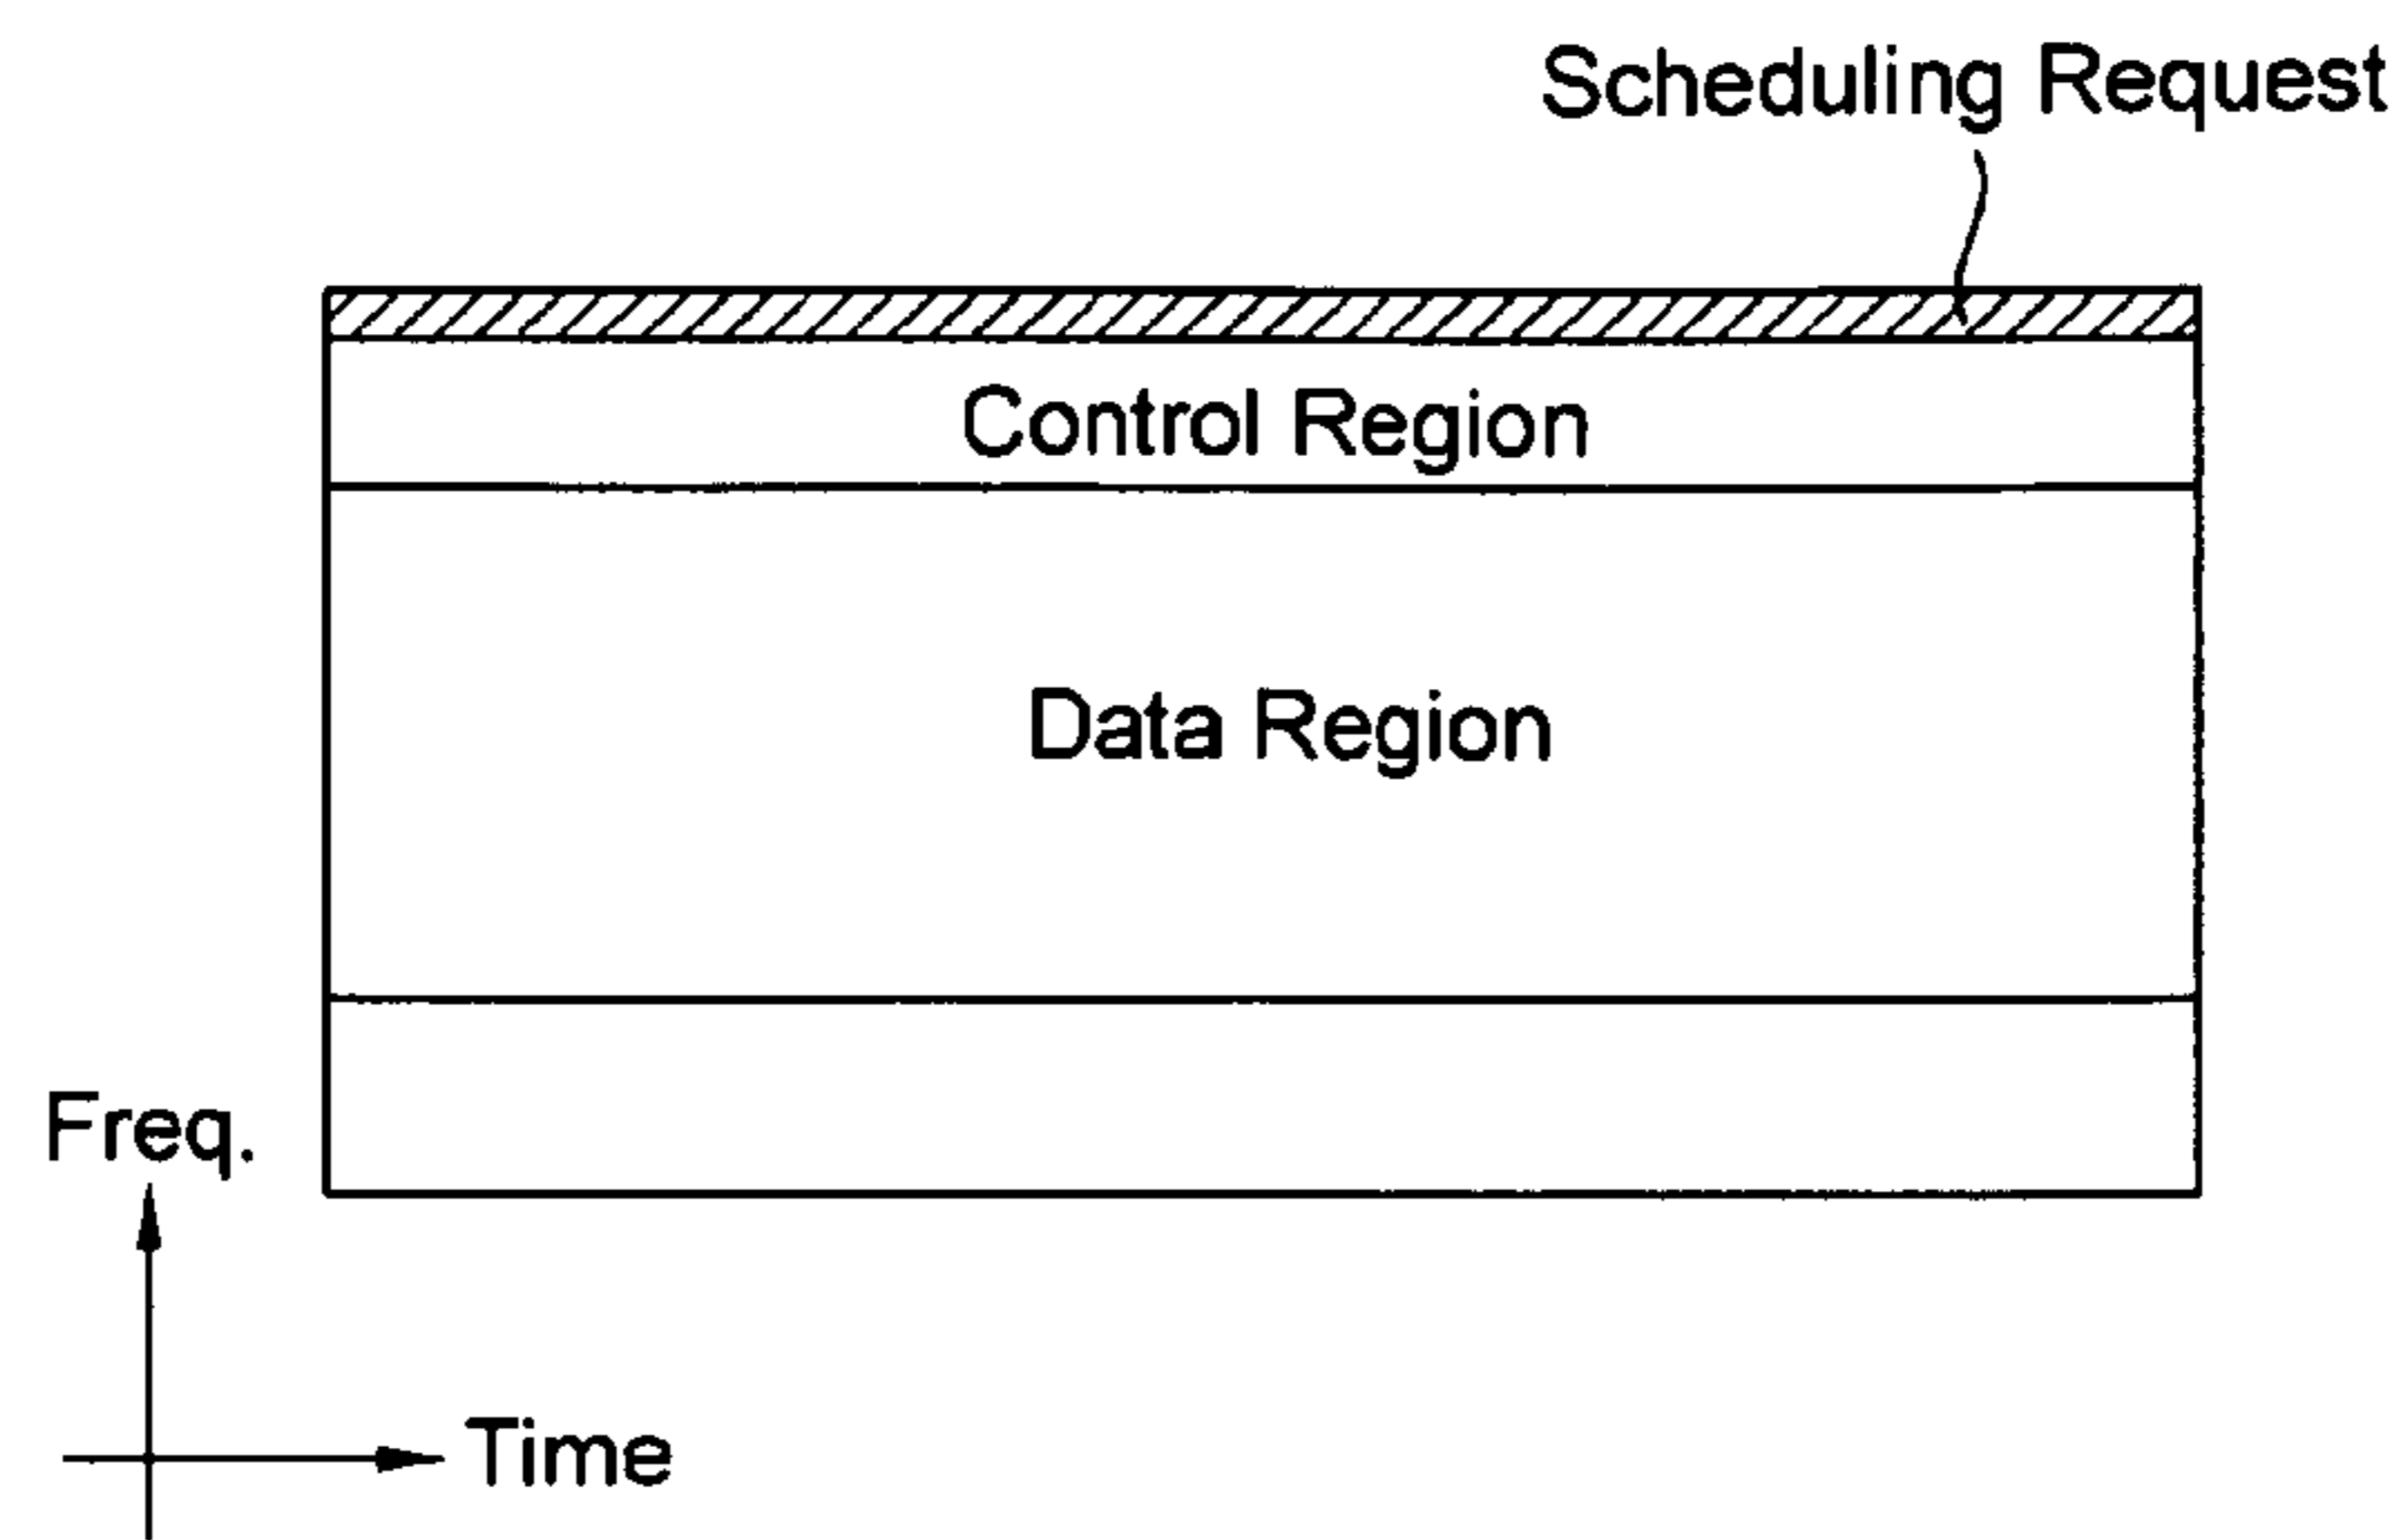 Scheduling Request
Control Region
Data Region
Freq.
Time